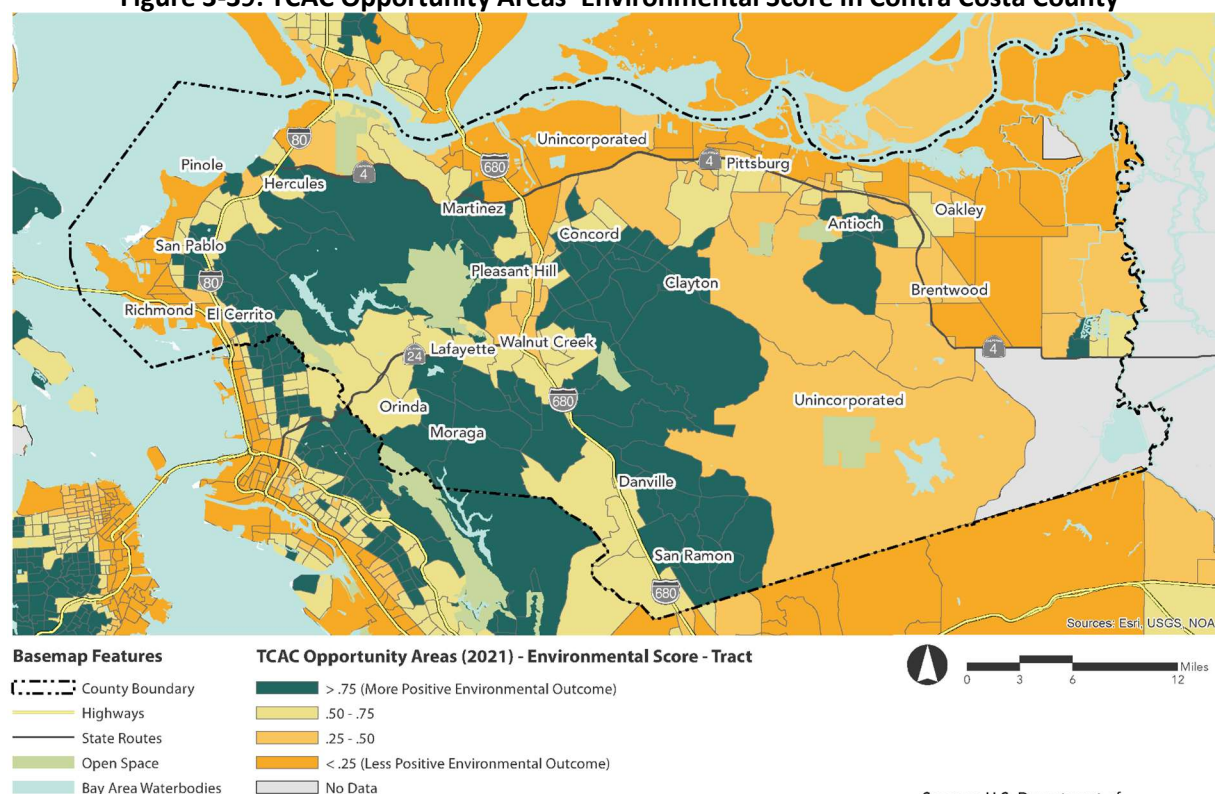 Figure 3-39: TCAC Opportunity Areas' Environmental Score in Contra Costa County
80
Unincorporated
Pinole
4
680
4
Pittsburg
Hercules
Martinez
Oakley
Antioch
San Pablo
Concord
Pleasant Hill
80
Clayton
Brentwood
Richmond
El Cerrito
Walnut Creek
24
Lafayette
4
680
Unincorporated
Orinda
Moraga
Danville
San Ramon
680
Sources: Esri, USGS, NOA
Basemap Features
County Boundary
Highways
State Routes
Open Space
Bay Area Waterbodies
TCAC Opportunity Areas (2021) - Environmental Score - Tract
> .75 (More Positive Environmental Outcome)
.50 - .75
.25 - .50
< .25 (Less Positive Environmental Outcome)
No Data
Miles
0 3 6 12